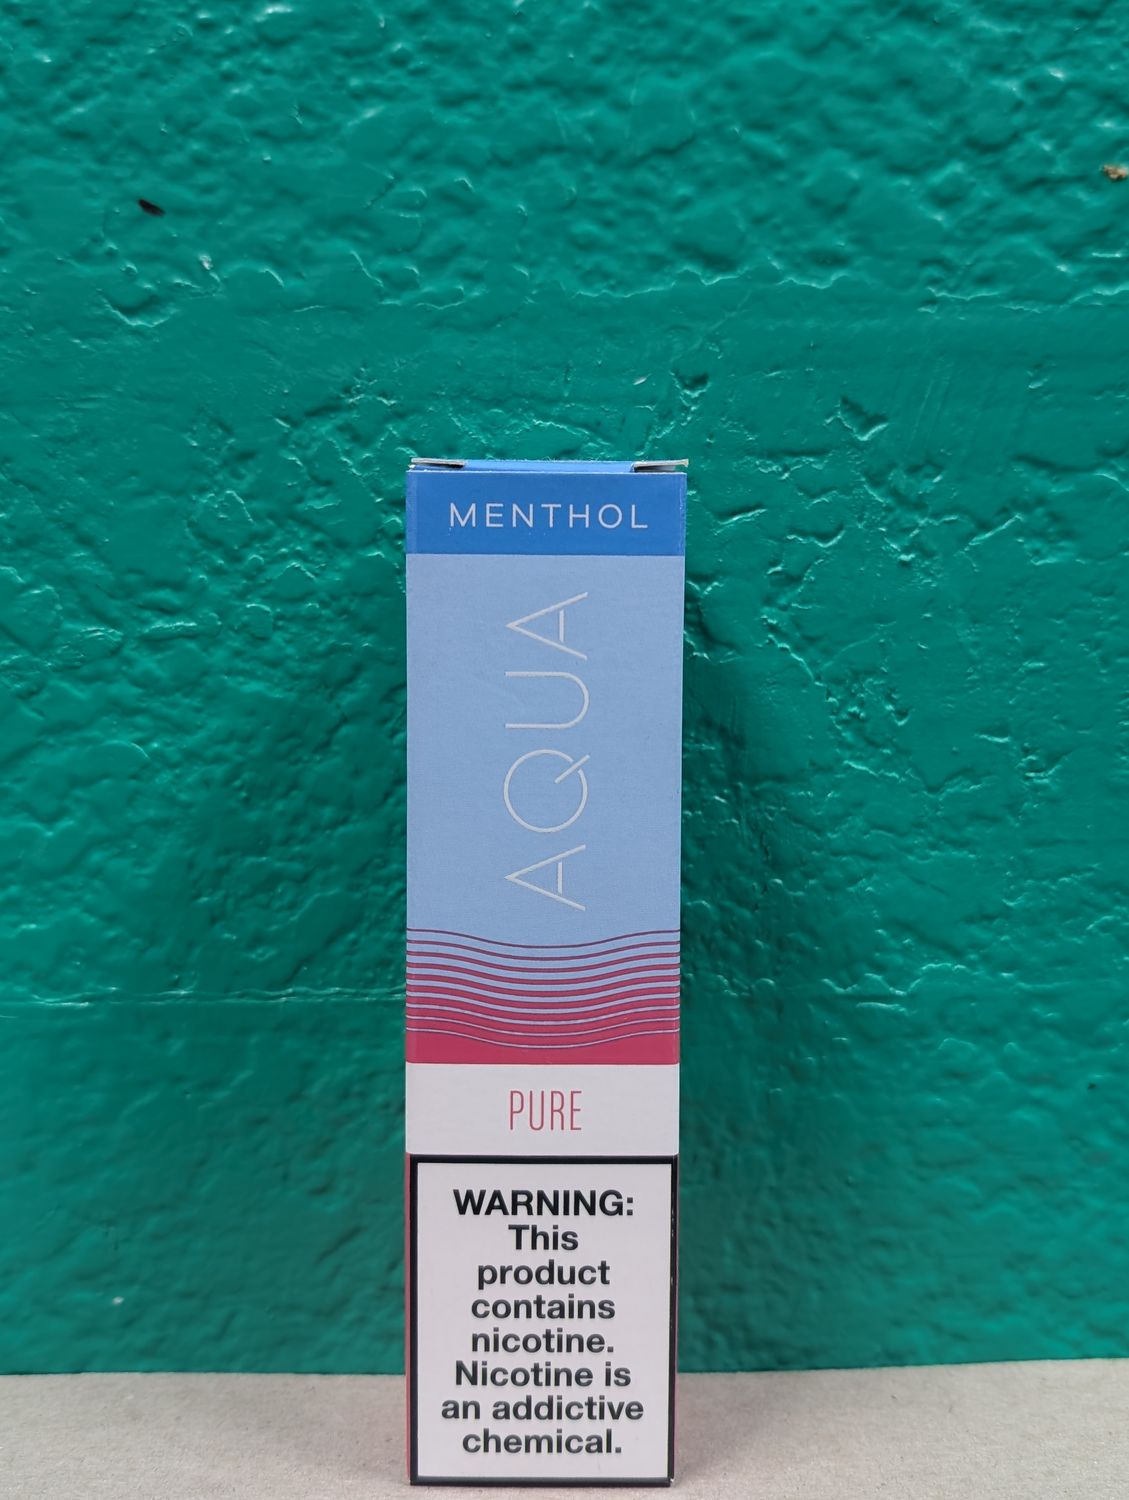 MENTHOL
AQUA
PURE
WARNING:
This
product
contains
nicotine.
Nicotine is
an addictive
chemical.